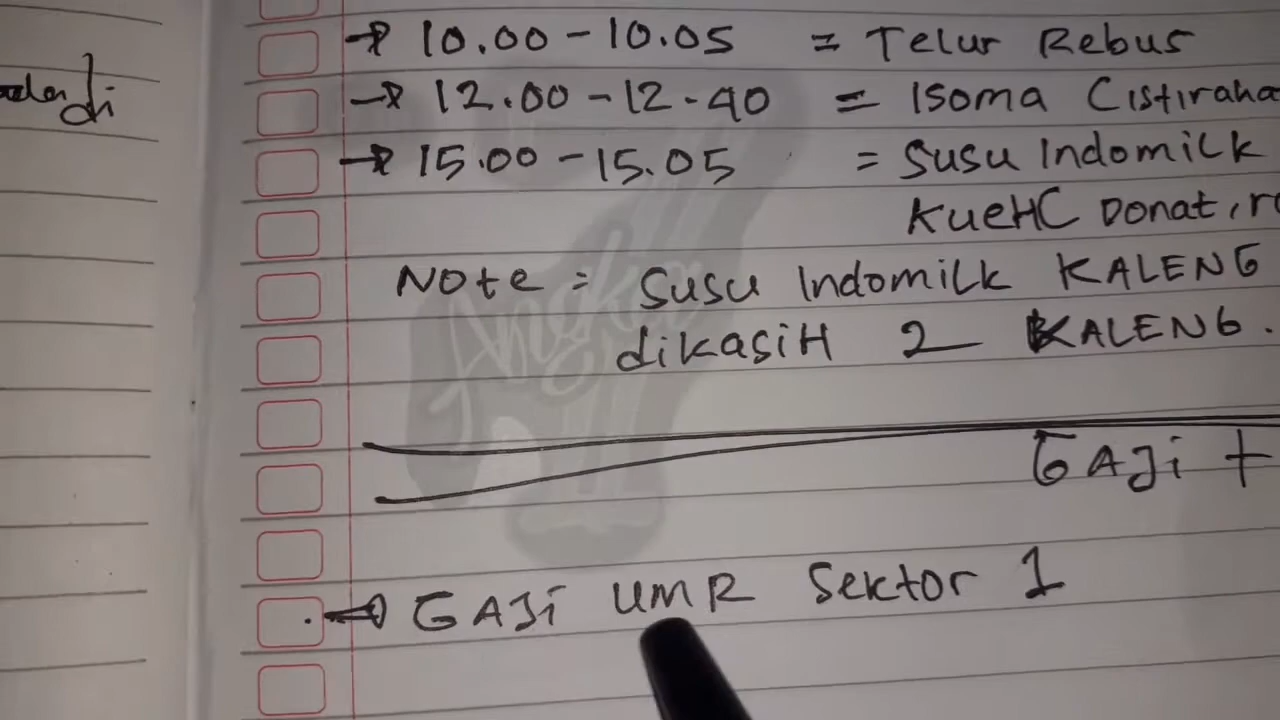 → 10.00 - 10.05 = Telur Rebus
→ 12.00 - 12.40 = Isoma (istiraha
→ 15.00 - 15.05 = Susu Indomilk
KueHC Donat, r
Note = Susu Indomilk KALENG
dikasiH 2 KALENG.
GAJi +
→ GAJi UMR Sektor 1